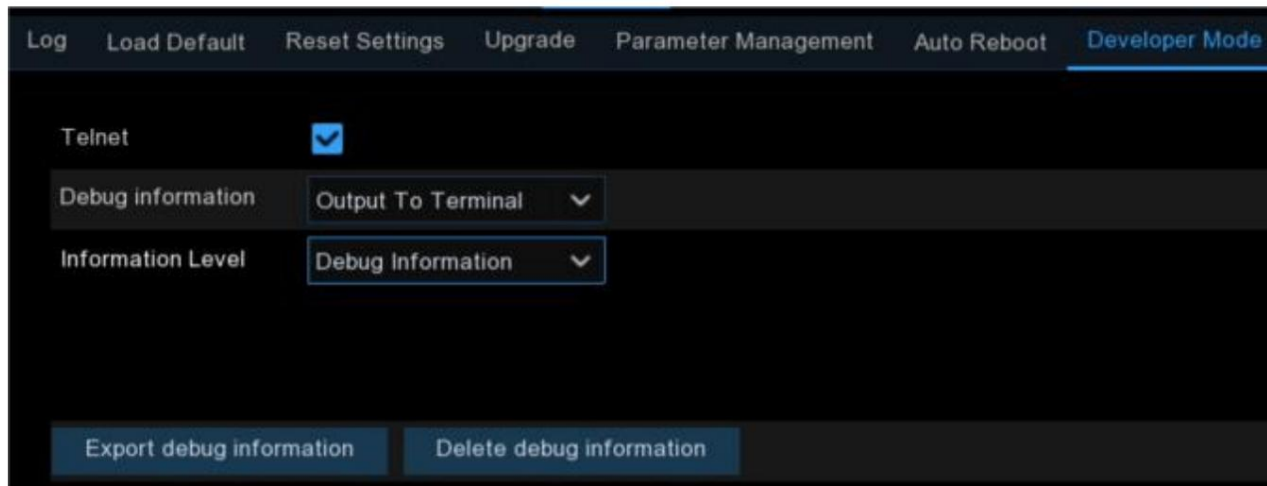 Log Load Default Reset Settings Upgrade Parameter Management Auto Reboot Developer Mode
Telnet
Debug information Output To Terminal
Information Level Debug Information
Export debug information Delete debug information